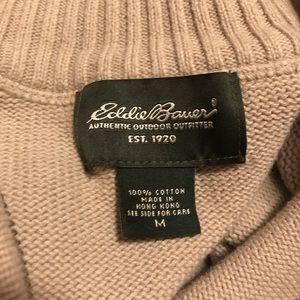 Eddie Bauer
AUTHENTIC OUTDOOR OUTFITTER
EST. 1920
100% COTTON
MADE IN
HONG KONG
SEE SIDE FOR CARE
M